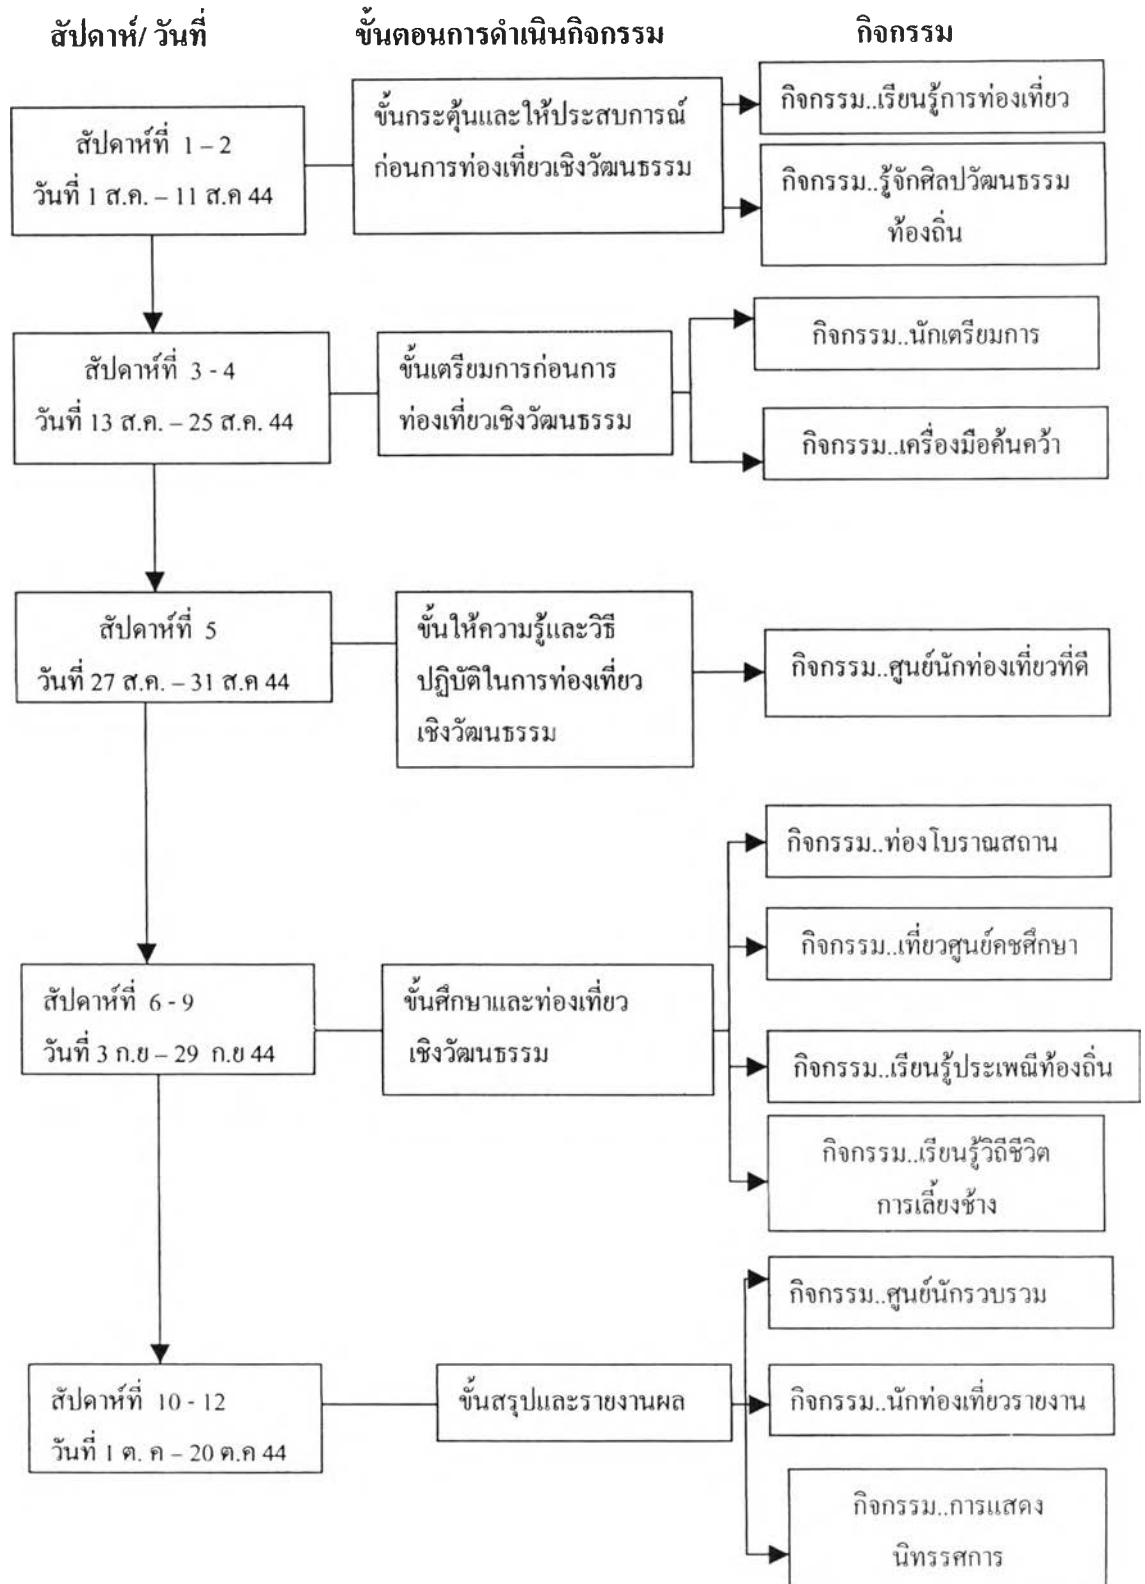 สัปดาห์/ วันที่
ขั้นตอนการดำเนินกิจกรรม
กิจกรรม
สัปดาห์ที่ 1 – 2
วันที่ 1 ส.ค. – 11 ส.ค 44
ขั้นกระตุ้นและให้ประสบการณ์
ก่อนการท่องเที่ยวเชิงวัฒนธรรม
กิจกรรม..เรียนรู้การท่องเที่ยว
กิจกรรม..รู้จักศิลปวัฒนธรรม
ท้องถิ่น
สัปดาห์ที่ 3 - 4
วันที่ 13 ส.ค. – 25 ส.ค. 44
ขั้นเตรียมการก่อนการ
ท่องเที่ยวเชิงวัฒนธรรม
กิจกรรม..นักเตรียมการ
กิจกรรม..เครื่องมือค้นคว้า
สัปดาห์ที่ 5
วันที่ 27 ส.ค. – 31 ส.ค 44
ขั้นให้ความรู้และวิธี
ปฏิบัติในการท่องเที่ยว
เชิงวัฒนธรรม
กิจกรรม..ศูนย์นักท่องเที่ยวที่ดี
สัปดาห์ที่ 6 - 9
วันที่ 3 ก.ย – 29 ก.ย 44
ขั้นศึกษาและท่องเที่ยว
เชิงวัฒนธรรม
กิจกรรม..ท่องโบราณสถาน
กิจกรรม..เที่ยวศูนย์คชศึกษา
กิจกรรม..เรียนรู้ประเพณีท้องถิ่น
กิจกรรม..เรียนรู้วิถีชีวิต
การเลี้ยงช้าง
สัปดาห์ที่ 10 - 12
วันที่ 1 ต. ค – 20 ต.ค 44
ขั้นสรุปและรายงานผล
กิจกรรม..ศูนย์นักรวบรวม
กิจกรรม..นักท่องเที่ยวรายงาน
กิจกรรม..การแสดง
นิทรรศการ